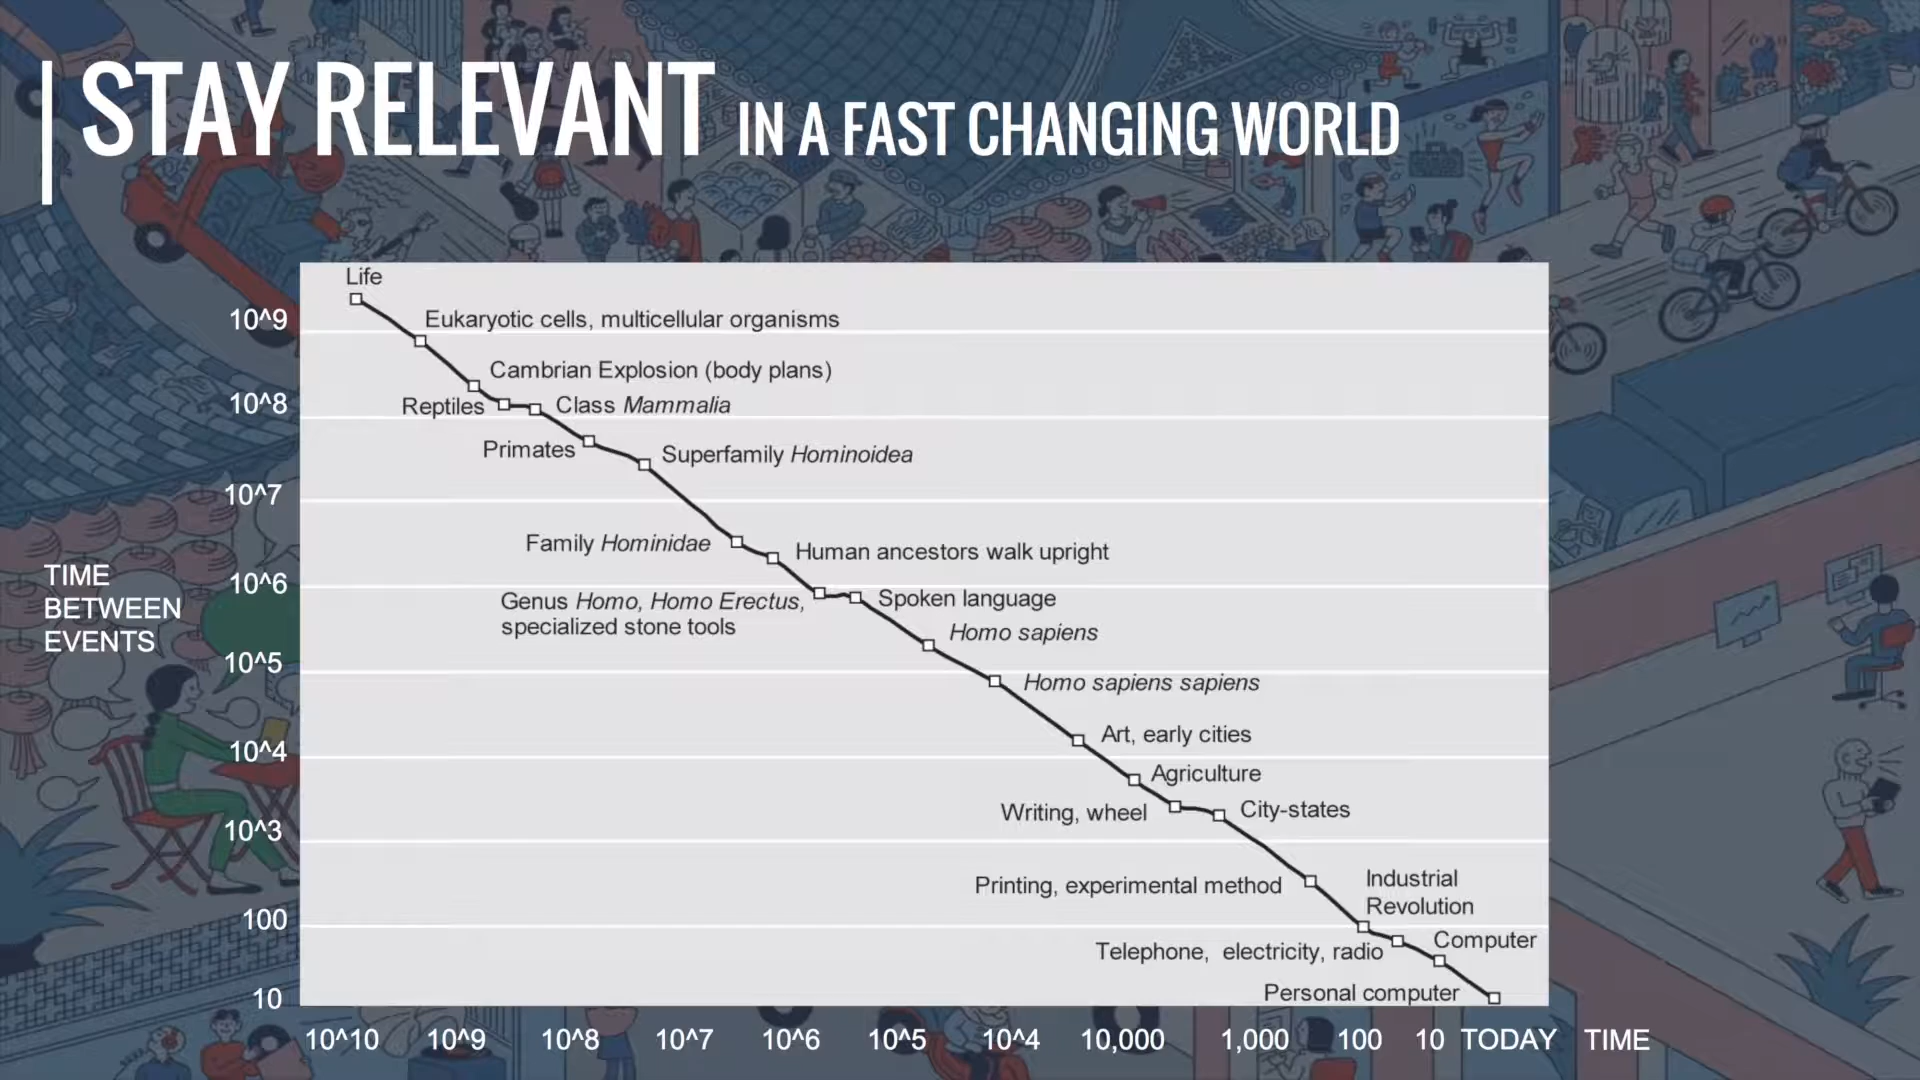 STAY RELEVANT IN A FAST CHANGING WORLD
Life
10^9
Eukaryotic cells, multicellular organisms
Cambrian Explosion (body plans)
10^8
Reptiles
Class Mammalia
Primates
Superfamily Hominoidea
10^7
Family Hominidae
Human ancestors walk upright
TIME
BETWEEN
EVENTS
10^6
Genus Homo, Homo Erectus,
specialized stone tools
Spoken language
Homo sapiens
10^5
Homo sapiens sapiens
Art, early cities
10^4
Agriculture
Writing, wheel
City-states
10^3
Printing, experimental method
Industrial
Revolution
100
Telephone, electricity, radio
Computer
Personal computer
10
10^10 10^9 10^8 10^7 10^6 10^5 10^4 10,000 1,000 100 10 TODAY TIME